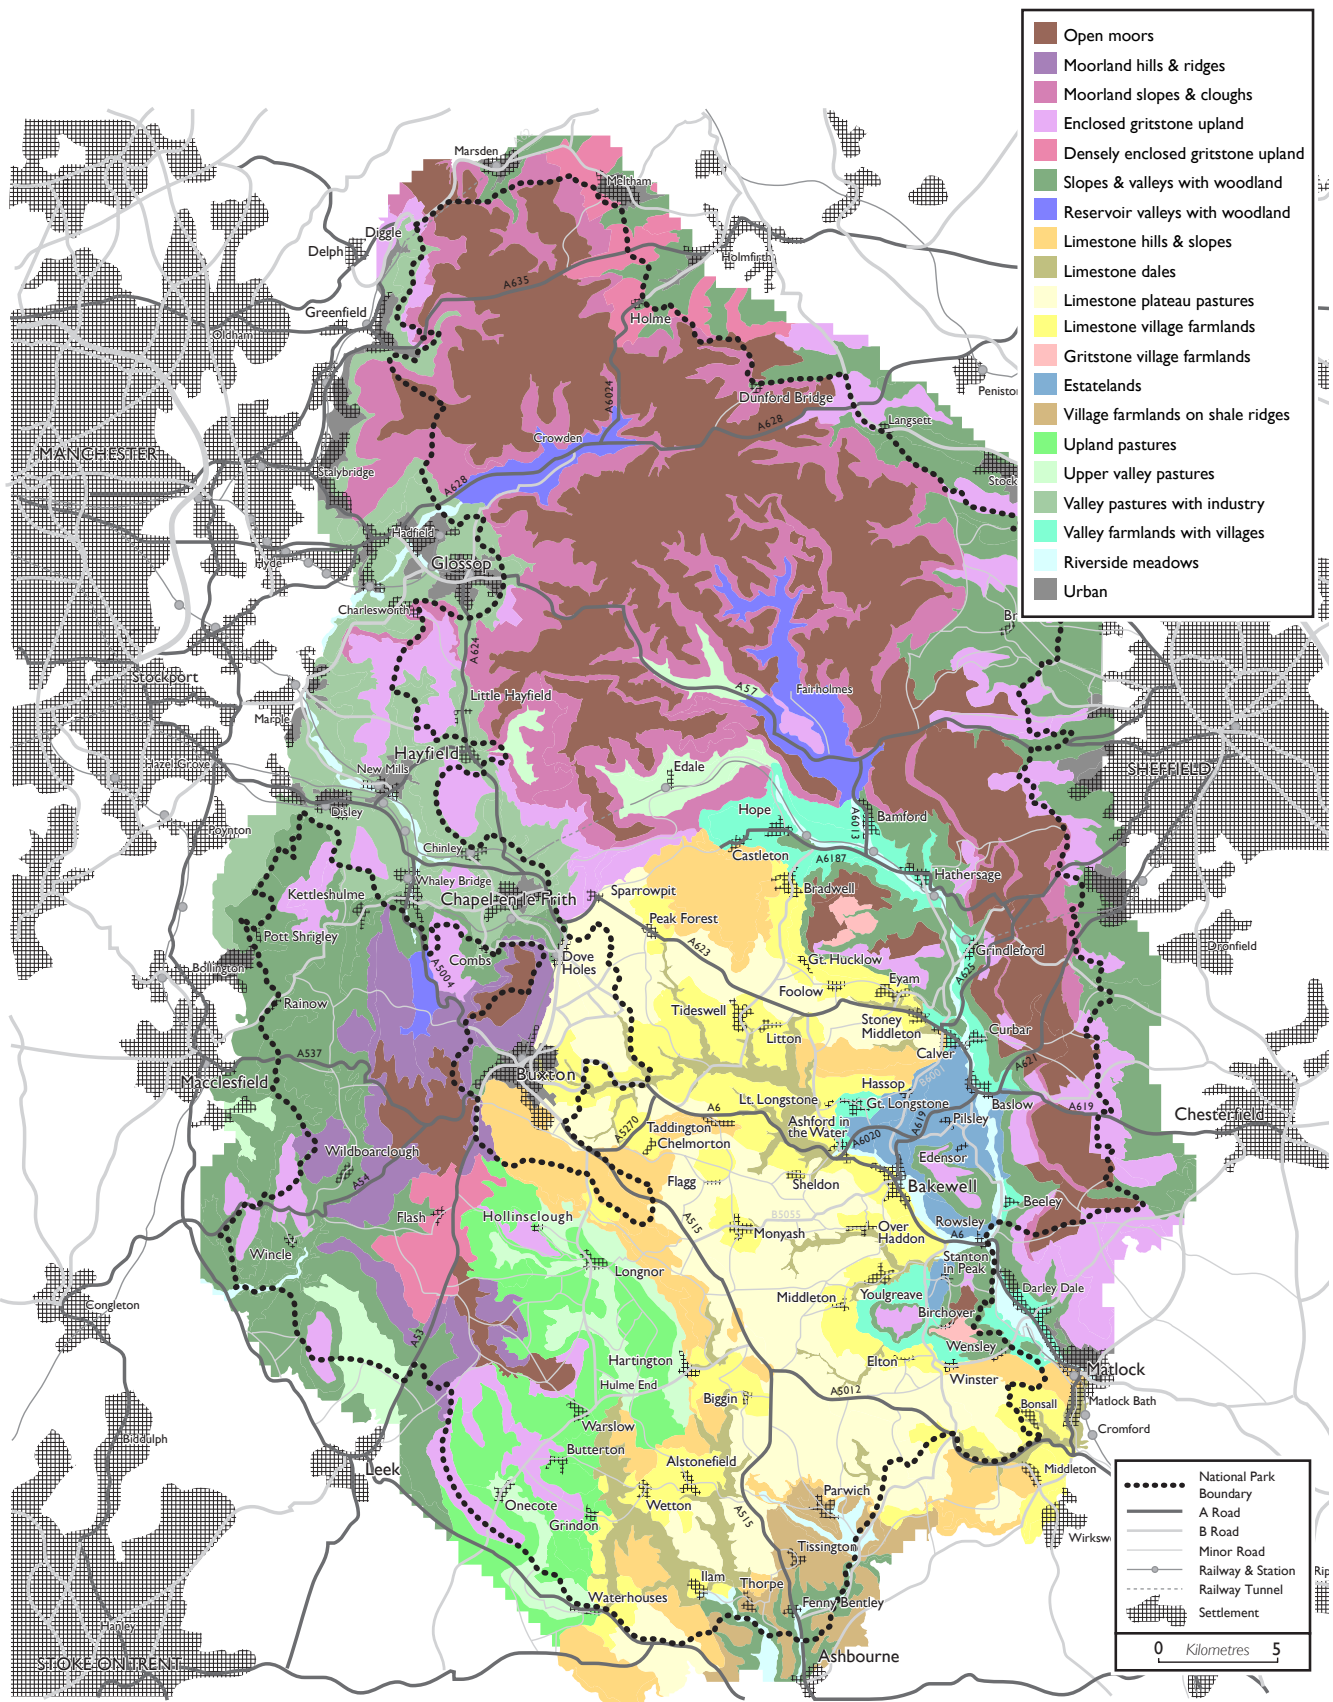 Open moors
Moorland hills & ridges
Moorland slopes & cloughs
Enclosed gritstone upland
Densely enclosed gritstone upland
Slopes & valleys with woodland
Reservoir valleys with woodland
Limestone hills & slopes
Limestone dales
Limestone plateau pastures
Limestone village farmlands
Gritstone village farmlands
Estatelands
Village farmlands on shale ridges
Upland pastures
Upper valley pastures
Valley pastures with industry
Valley farmlands with villages
Riverside meadows
Urban
Marsden
Meltham
Diggle
Delph
Holmfirth
A635
Greenfield
Holme
Oldham
A6024
Dunford Bridge
Peniston
A628
Langsett
Crowden
MANCHESTER
Stalybridge
A628
Stock
Hadfield
Glossop
Hyde
Charlesworth
Br
A624
Stockport
Little Hayfield
A57
Fairholmes
Marple
Hayfield
Hazel Grove
New Mills
Edale
SHEFFIELD
Disley
Hope
A6013
Bamford
Poynton
Chinley
Castleton
A6187
Hathersage
Whaley Bridge
Kettleshulme
Chapel-en-le-Frith
Sparrowpit
Bradwell
Peak Forest
Pott Shrigley
A623
Grindleford
Dronfield
Combs
Dove
Holes
Gt. Hucklow
Bollington
A5004
A625
Foolow
Eyam
Rainow
Tideswell
Stoney
Middleton
Litton
Curbar
Calver
A537
A621
Macclesfield
Buxton
B6001
Hassop
Lt. Longstone
Gt. Longstone
Baslow
A619
A6
Chesterfield
Taddington
A5270
Ashford in
the Water
A619
Pilsley
Chelmorton
A6020
Wildboarclough
Edensor
A54
Flagg
Sheldon
Bakewell
Beeley
Flash
Hollinsclough
B5055
A515
Over
Haddon
Rowsley
Monyash
A6
Wincle
Stanton
in Peak
Longnor
Darley Dale
Youlgreave
Middleton
Congleton
Birchover
A53
Wensley
Hartington
Elton
Matlock
Winster
Hulme End
Biggin
A5012
Matlock Bath
Bonsall
Warslow
Cromford
Biddulph
Butterton
Alstonefield
Leek
Middleton
Parwich
Onecote
Wetton
A515
Grindon
Wirksw
Tissington
Ilam
Thorpe
Waterhouses
Fenny Bentley
Hanley
STOKE ON TRENT
Ashbourne
Rip
National Park
Boundary
A Road
B Road
Minor Road
Railway & Station
Railway Tunnel
Settlement
0 Kilometres 5